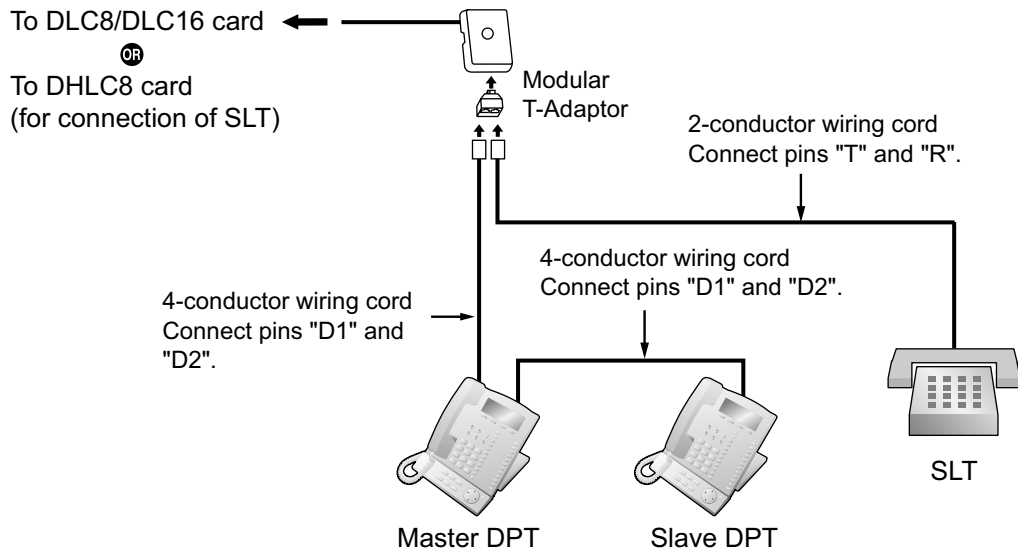 To DLC8/DLC16 card
OR
To DHLC8 card
(for connection of SLT)
Modular
T-Adaptor
2-conductor wiring cord
Connect pins "T" and "R".
4-conductor wiring cord
Connect pins "D1" and "D2".
4-conductor wiring cord
Connect pins "D1" and
"D2".
SLT
Master DPT
Slave DPT